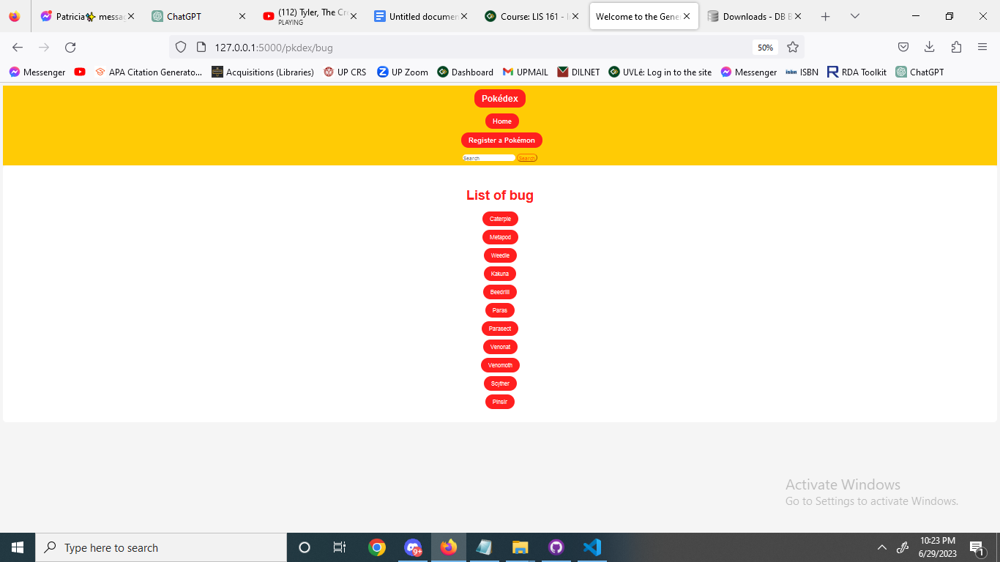 Patricia messag
ChatGPT
(112) Tyler, The Cre
PLAYING
Untitled document
Course: LIS 161 - I
Welcome to the Gene
Downloads - DB B
127.0.0.1:5000/pkdex/bug
50%
Messenger
APA Citation Generato...
Acquisitions (Libraries)
UP CRS
UP Zoom
Dashboard
UPMAIL
DILNET
UVLê: Log in to the site
Messenger
isbn ISBN
RDA Toolkit
ChatGPT
Pokédex
Home
Register a Pokémon
Search Search
List of bug
Caterpie
Metapod
Weedle
Kakuna
Beedrill
Paras
Parasect
Venonat
Venomoth
Scyther
Pinsir
Activate Windows
Go to Settings to activate Windows.
Type here to search
9+
10:23 PM
6/29/2023
1